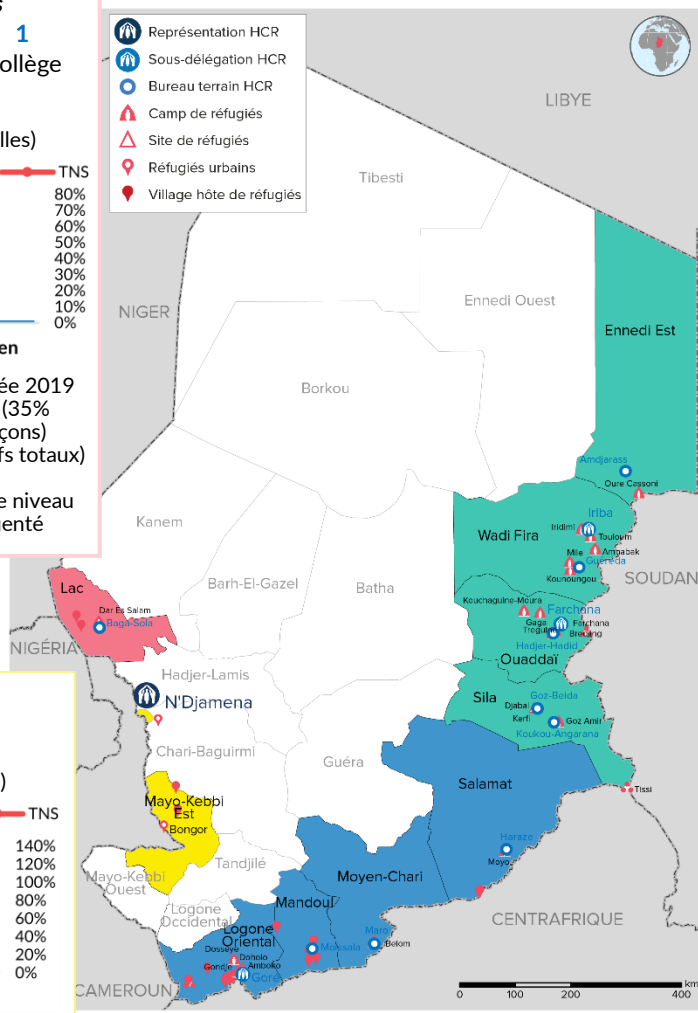 1
ollège
lles)
TNS
80%
70%
60%
50%
40%
30%
20%
10%
0%
en
ée 2019
(35%
çons)
fs totaux)
e niveau
uenté
Représentation HCR
Sous-délégation HCR
Bureau terrain HCR
Camp de réfugiés
Site de réfugiés
Réfugiés urbains
Village hôte de réfugiés
LIBYE
Tibesti
NIGER
Ennedi Ouest
Ennedi Est
Borkou
Amdjarass
Oure Cassoni
Kanem
Wadi Fira
Iriba
Iridimi
Touloum
Mile
Amnabak
Guéréda
Kounoungou
SOUDAN
Barh-El-Gazel
Batha
Lac
Dar Es Salam
Baga-Sola
NIGÉRIA
Kouchaguine-Moura
Farchana
Gaga
Farchana
Treguine
Bredjing
Hadjer-Hadid
Ouaddaï
Hadjer-Lamis
N'Djamena
Sila
Goz-Beida
Djabal
Kerfi
Goz Amir
Koukou-Angarana
Chari-Baguirmi
Guéra
Salamat
Tissi
)
TNS
140%
120%
100%
80%
60%
40%
20%
0%
Mayo-Kebbi
Est
Bongor
Haraze
Moyo
Tandjilé
Mayo-Kebbi
Ouest
Moyen-Chari
Mandoul
Logone
Occidental
Logone
Oriental
CENTRAFRIQUE
Maro
Belom
Moissala
Dosseye
Doholo
Gondje
Amboko
Goré
CAMEROUN
km
0
100
200
400